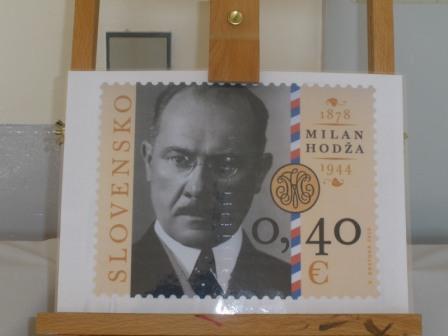 SLOVENSKO
1878
MILAN
HODŽA
1944
0,40
€